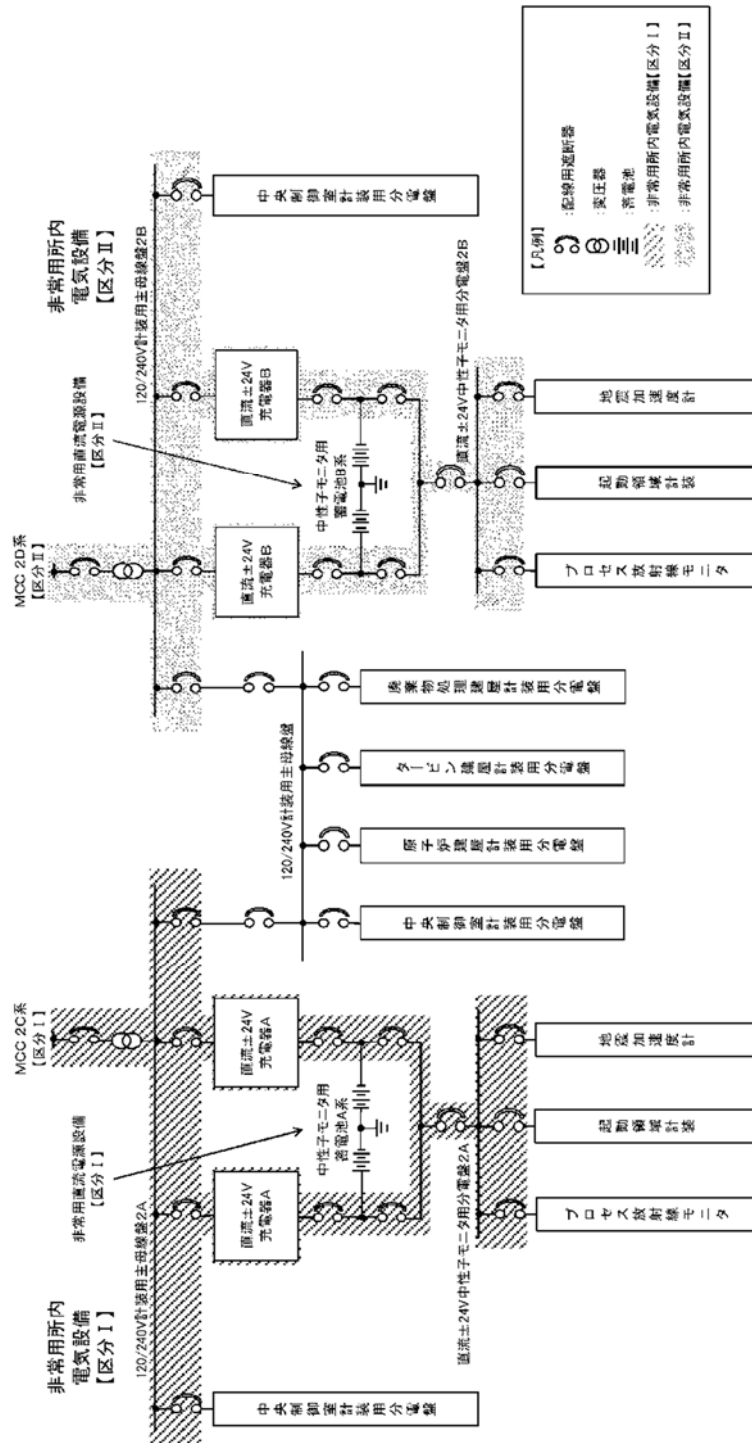 非常用所内
電気設備
【区分Ⅰ】
120/240V計装用主母線盤2A
中央制御室計装用分電盤
非常用直流電源設備
【区分Ⅰ】
MCC 2C系
【区分Ⅰ】
直流±24V
充電器A
直流±24V
充電器A
中性子モニタ用
蓄電池A系
直流±24V中性子モニタ用分電盤2A
プロセス放射線モニタ
起動領域計装
地震加速度計
120/240V計装用主母線盤
中央制御室計装用分電盤
原子炉建屋計装用分電盤
タービン建屋計装用分電盤
廃棄物処理建屋計装用分電盤
MCC 2D系
【区分Ⅱ】
非常用直流電源設備
【区分Ⅱ】
120/240V計装用主母線盤2B
非常用所内
電気設備
【区分Ⅱ】
直流±24V
充電器B
直流±24V
充電器B
中性子モニタ用
蓄電池B系
中央制御室計装用分電盤
直流±24V中性子モニタ用分電盤2B
プロセス放射線モニタ
起動領域計装
地震加速度計
【凡例】
:配線用遮断器
:変圧器
:蓄電池
:非常用所内電気設備【区分Ⅰ】
:非常用所内電気設備【区分Ⅱ】